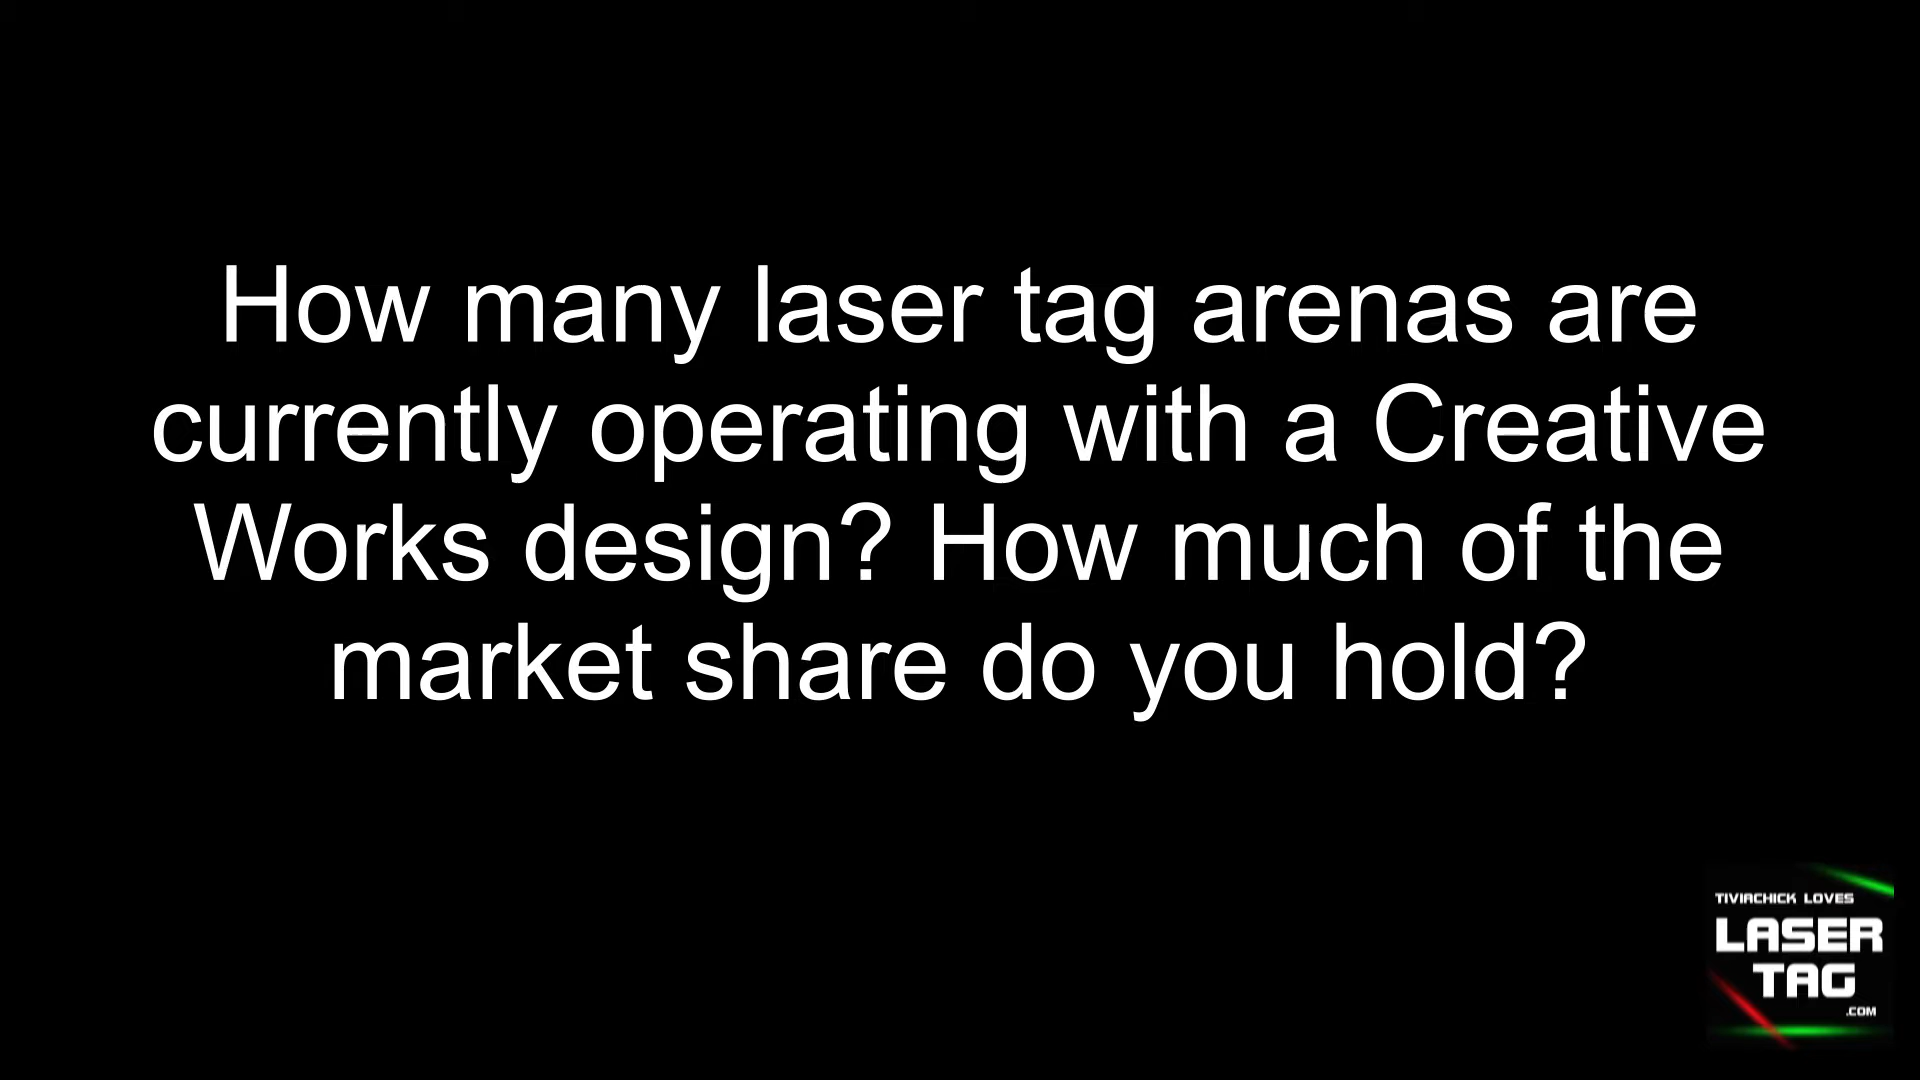 How many laser tag arenas are
currently operating with a Creative
Works design? How much of the
market share do you hold?
TIVIACHICK LOVES
LASER
TAG
.COM